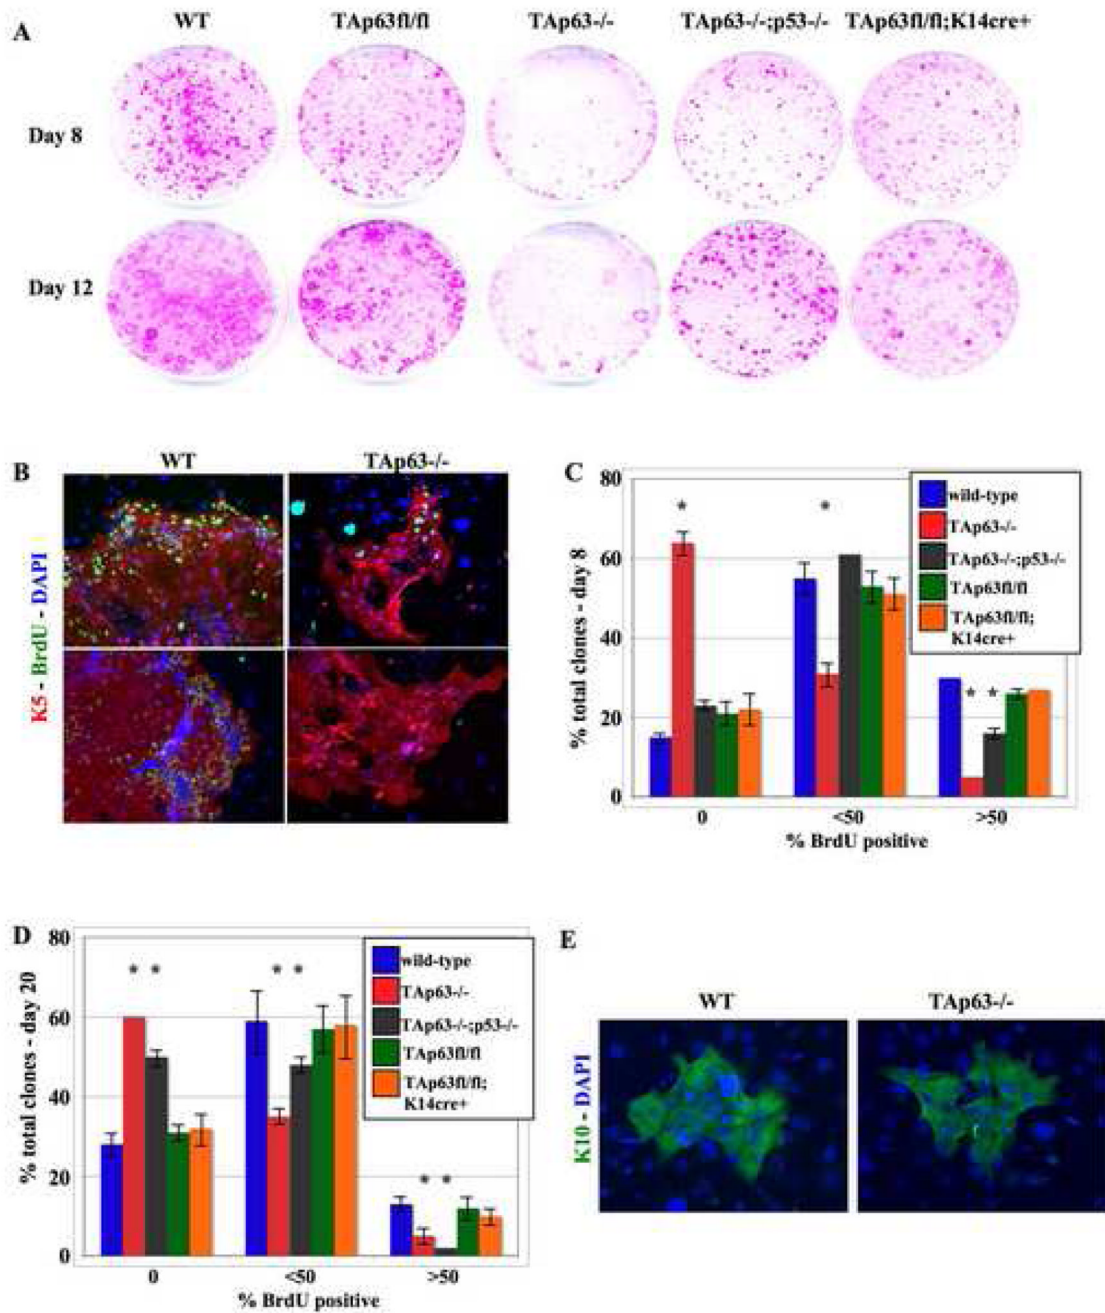 A
WT
TAp63fl/fl
TAp63-/-
TAp63-/-;p53-/-
TAp63fl/fl;K14cre+
Day 8
Day 12
B
WT
TAp63-/-
K5 - BrdU - DAPI
C
% total clones - day 8
80
60
40
20
0
0
<50
>50
% BrdU positive
*
*
* *
wild-type
TAp63-/-
TAp63-/-;p53-/-
TAp63fl/fl
TAp63fl/fl;
K14cre+
D
% total clones - day 20
80
60
40
20
0
0
<50
>50
% BrdU positive
* *
* *
* *
wild-type
TAp63-/-
TAp63-/-;p53-/-
TAp63fl/fl
TAp63fl/fl;
K14cre+
E
WT
TAp63-/-
K10 - DAPI